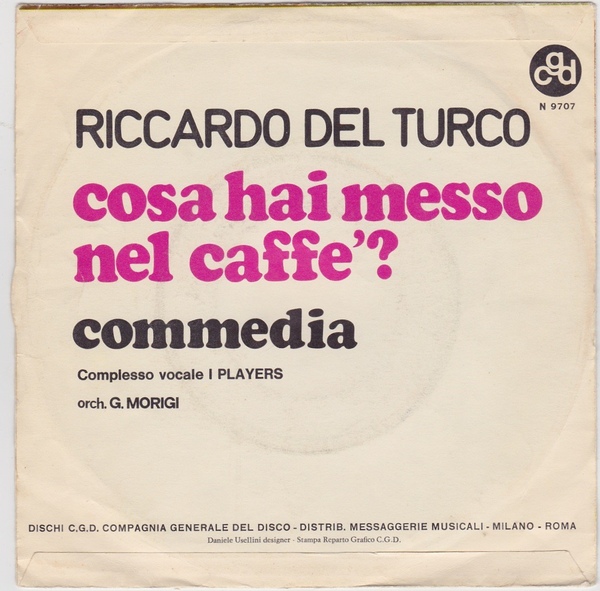 cgd
N 9707
RICCARDO DEL TURCO
cosa hai messo
nel caffe'?
commedia
Complesso vocale I PLAYERS
orch. G. MORIGI
DISCHI C.G.D. COMPAGNIA GENERALE DEL DISCO - DISTRIB. MESSAGGERIE MUSICALI - MILANO - ROMA
Daniele Usellini designer - Stampa Reparto Grafico C.G.D.